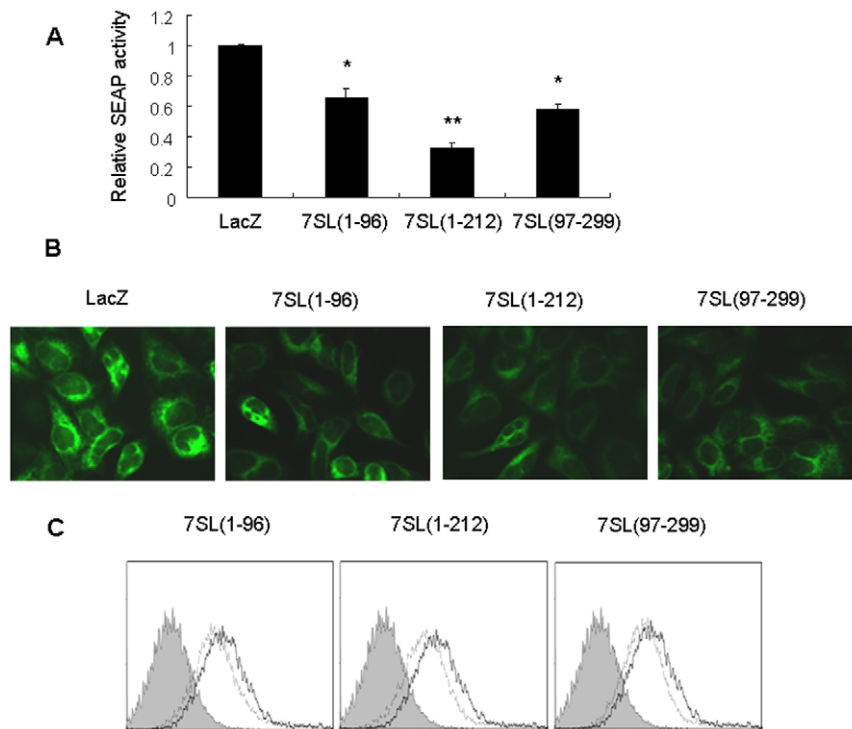 A
Relative SEAP activity
1.2
1
0.8
0.6
0.4
0.2
0
*
**
*
LacZ 7SL(1-96) 7SL(1-212) 7SL(97-299)
B
LacZ 7SL(1-96) 7SL(1-212) 7SL(97-299)
C
7SL(1-96) 7SL(1-212) 7SL(97-299)